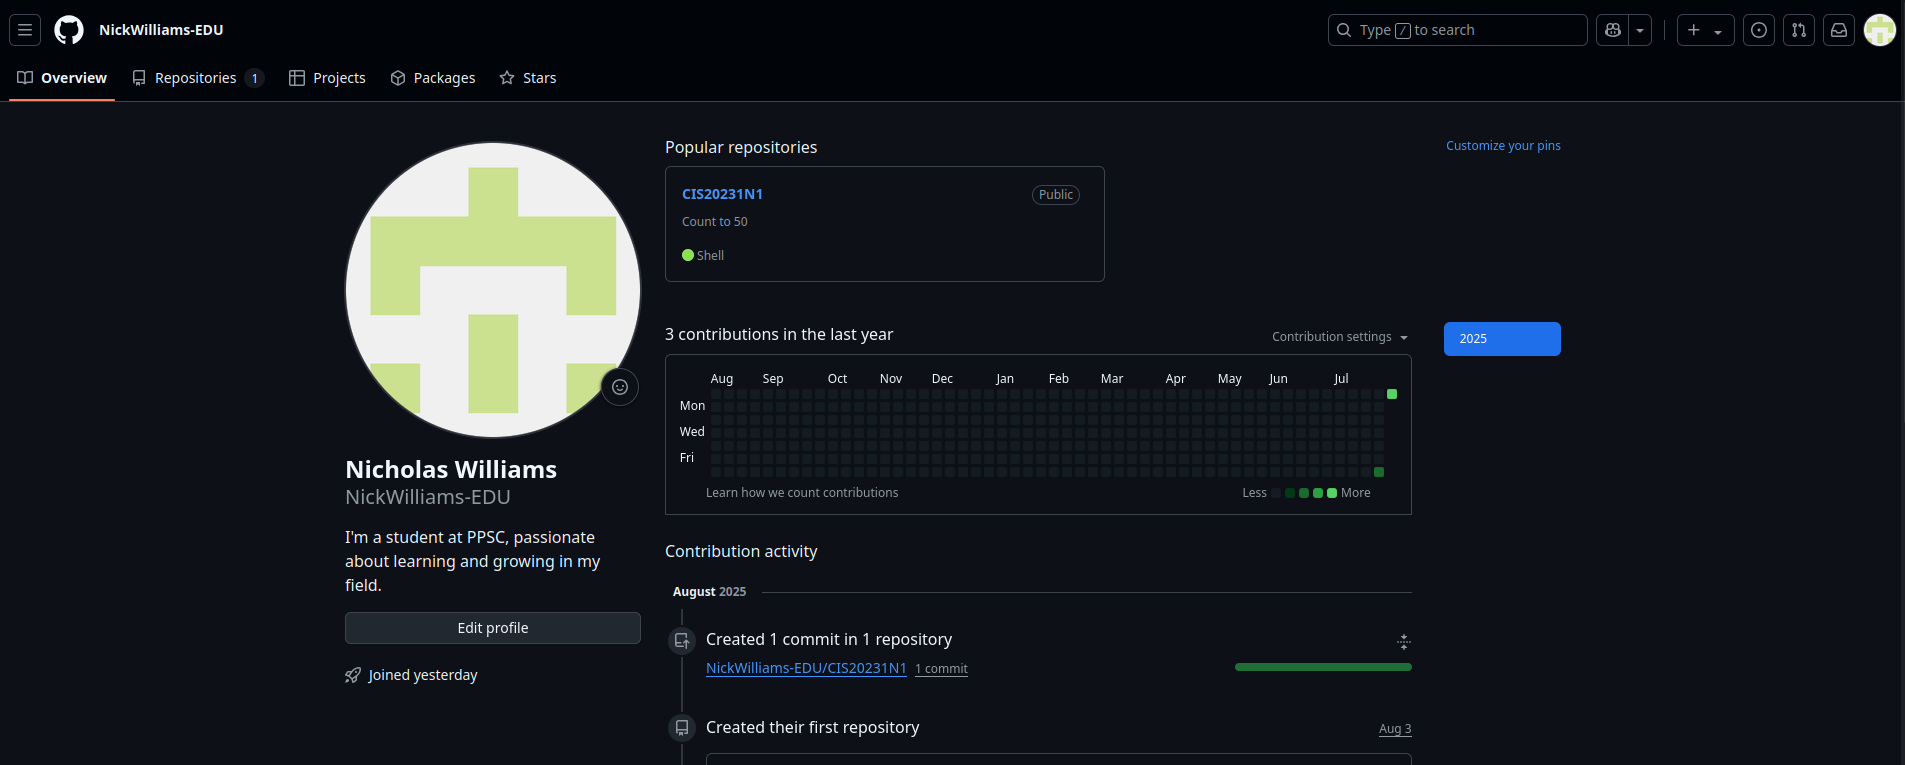 NickWilliams-EDU
Type / to search
Overview
Repositories 1
Projects
Packages
Stars
Nicholas Williams
NickWilliams-EDU
I'm a student at PPSC, passionate
about learning and growing in my
field.
Edit profile
Joined yesterday
Popular repositories
Customize your pins
CIS20231N1
Public
Count to 50
Shell
3 contributions in the last year
Contribution settings
2025
Aug Sep Oct Nov Dec Jan Feb Mar Apr May Jun Jul
Mon
Wed
Fri
Learn how we count contributions
Less
More
Contribution activity
August 2025
Created 1 commit in 1 repository
NickWilliams-EDU/CIS20231N1 1 commit
Created their first repository
Aug 3